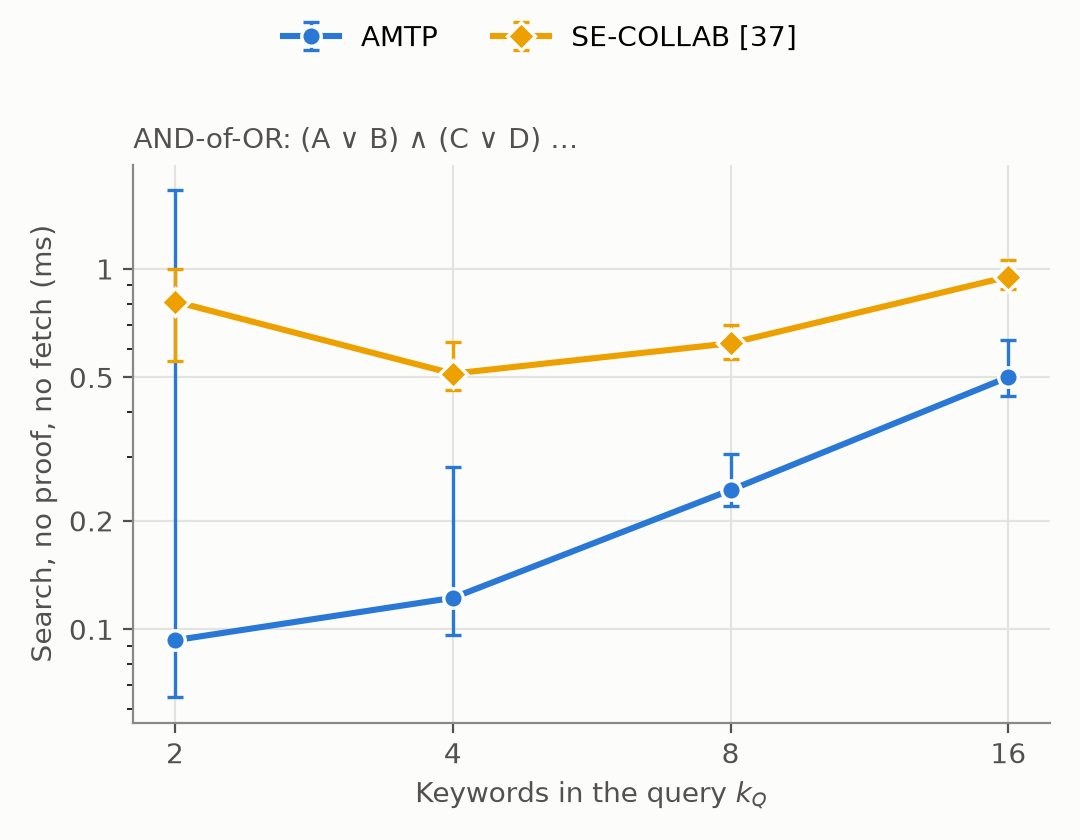 AMTP SE-COLLAB [37]
AND-of-OR: (A ∨ B) ∧ (C ∨ D) …
Search, no proof, no fetch (ms)
1
0.5
0.2
0.1
2 4 8 16
Keywords in the query kQ